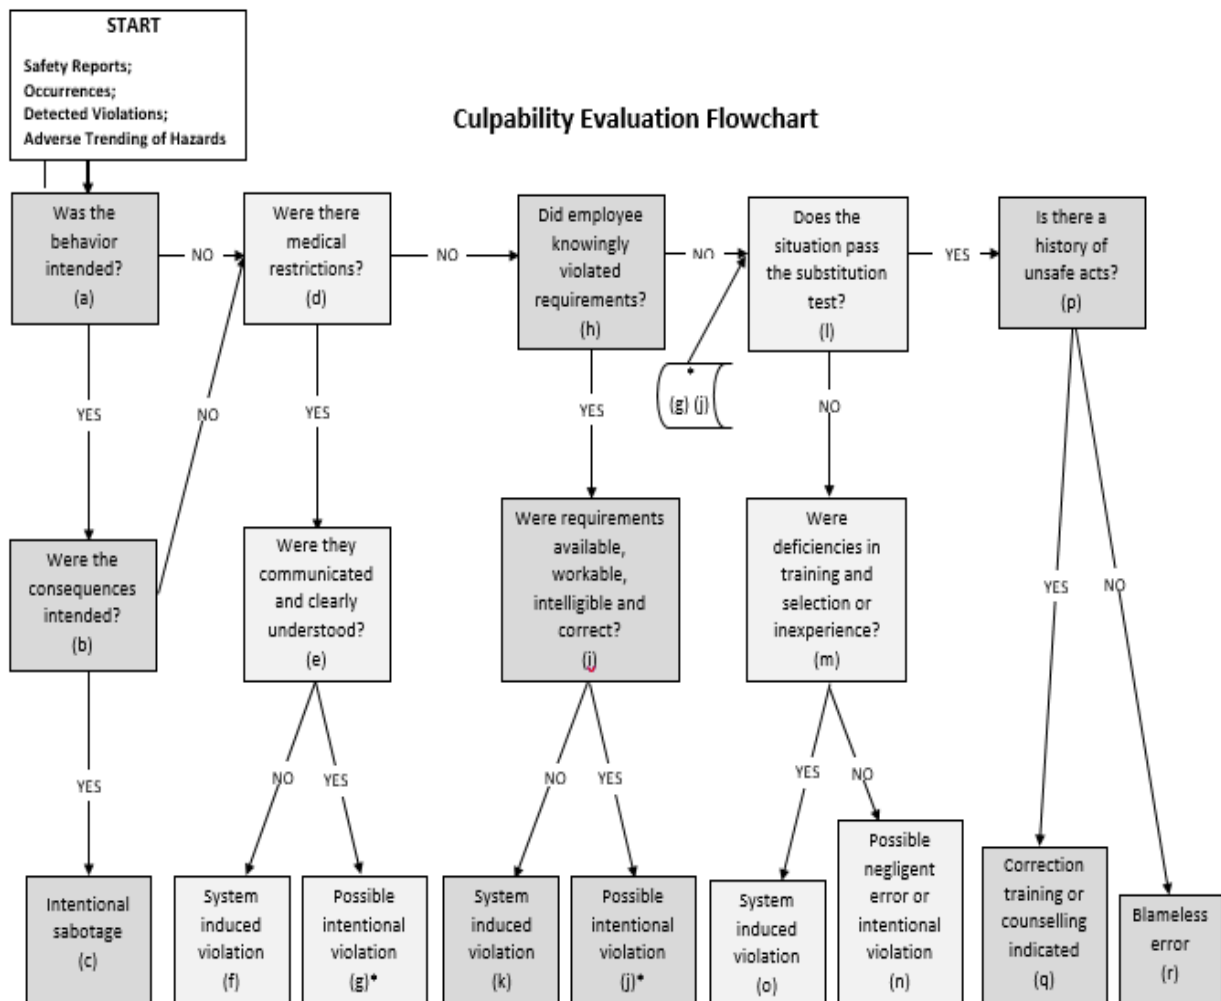 START
Safety Reports;
Occurrences;
Detected Violations;
Adverse Trending of Hazards
Culpability Evaluation Flowchart
Was the
behavior
intended?
(a)
NO
Were there
medical
restrictions?
(d)
NO
Did employee
knowingly
violated
requirements?
(h)
NO
Does the
situation pass
the substitution
test?
(l)
YES
Is there a
history of
unsafe acts?
(p)
*
(g) (j)
YES
NO
YES
YES
NO
Were the
consequences
intended?
(b)
Were they
communicated
and clearly
understood?
(e)
Were requirements
available,
workable,
intelligible and
correct?
(i)
Were
deficiencies in
training and
selection or
inexperience?
(m)
YES
NO
YES
NO
YES
NO
YES
YES
NO
Intentional
sabotage
(c)
System
induced
violation
(f)
Possible
intentional
violation
(g)*
System
induced
violation
(k)
Possible
intentional
violation
(j)*
System
induced
violation
(o)
Possible
negligent
error or
intentional
violation
(n)
Correction
training or
counselling
indicated
(q)
Blameless
error
(r)